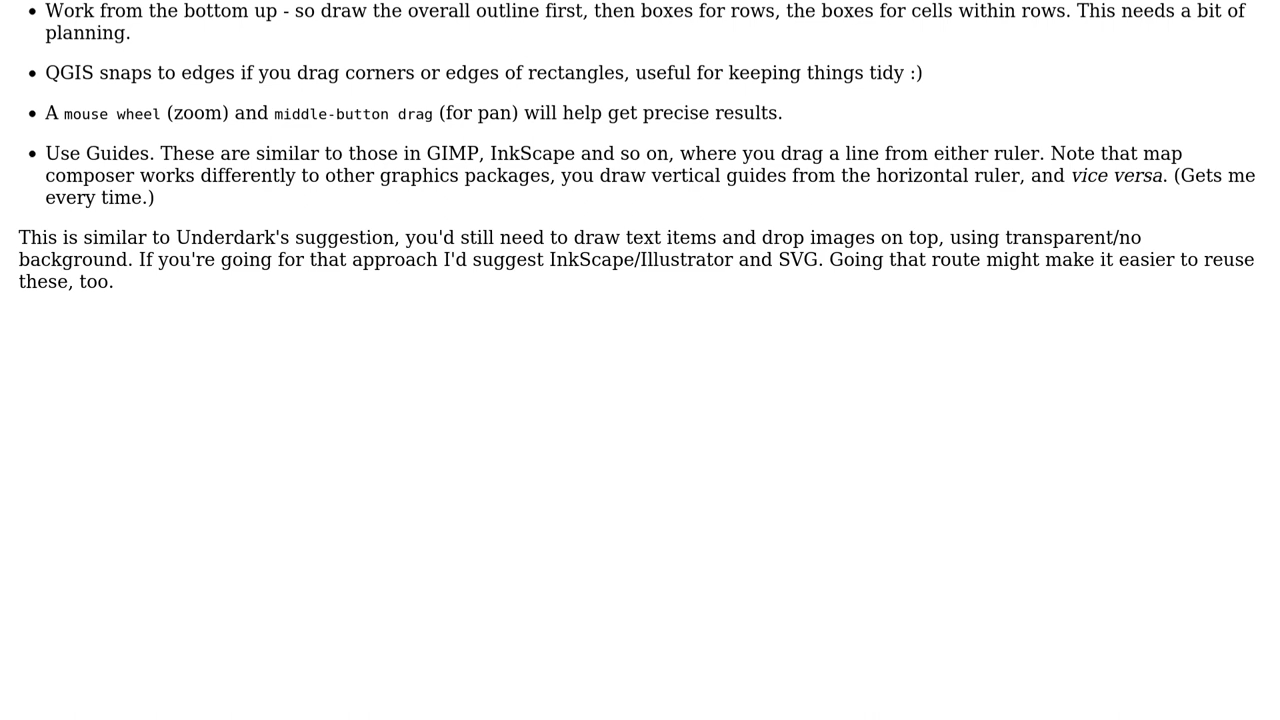 • Work from the bottom up - so draw the overall outline first, then boxes for rows, the boxes for cells within rows. This needs a bit of
planning.
• QGIS snaps to edges if you drag corners or edges of rectangles, useful for keeping things tidy :)
• A mouse wheel (zoom) and middle-button drag (for pan) will help get precise results.
• Use Guides. These are similar to those in GIMP, InkScape and so on, where you drag a line from either ruler. Note that map
composer works differently to other graphics packages, you draw vertical guides from the horizontal ruler, and vice versa. (Gets me
every time.)
This is similar to Underdark's suggestion, you'd still need to draw text items and drop images on top, using transparent/no
background. If you're going for that approach I'd suggest InkScape/Illustrator and SVG. Going that route might make it easier to reuse
these, too.